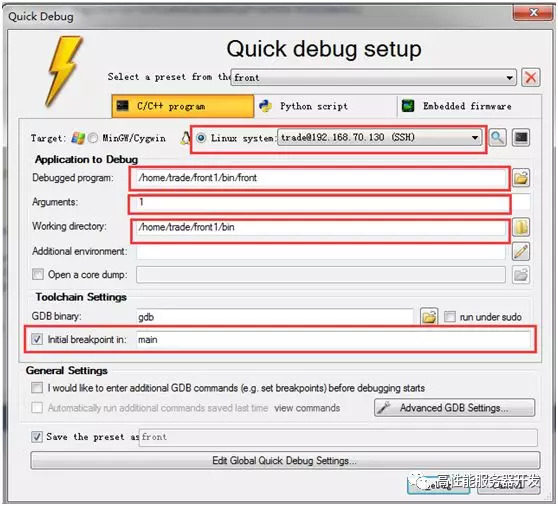 Quick Debug
Quick debug setup
Select a preset from the front
C/C++ program Python script Embedded firmware
Target: MinGW/Cygwin Linux system: trade@192.168.70.130 (SSH)
Application to Debug
Debugged program: /home/trade/front1/bin/front
Arguments: 1
Working directory: /home/trade/front1/bin
Additional environment:
Open a core dump:
Toolchain Settings
GDB binary: gdb run under sudo
Initial breakpoint in: main
General Settings
I would like to enter additional GDB commands (e.g. set breakpoints) before debugging starts
Automatically run additional commands saved last time view commands Advanced GDB Settings...
Save the preset as front
Edit Global Quick Debug Settings...
高性能服务器开发